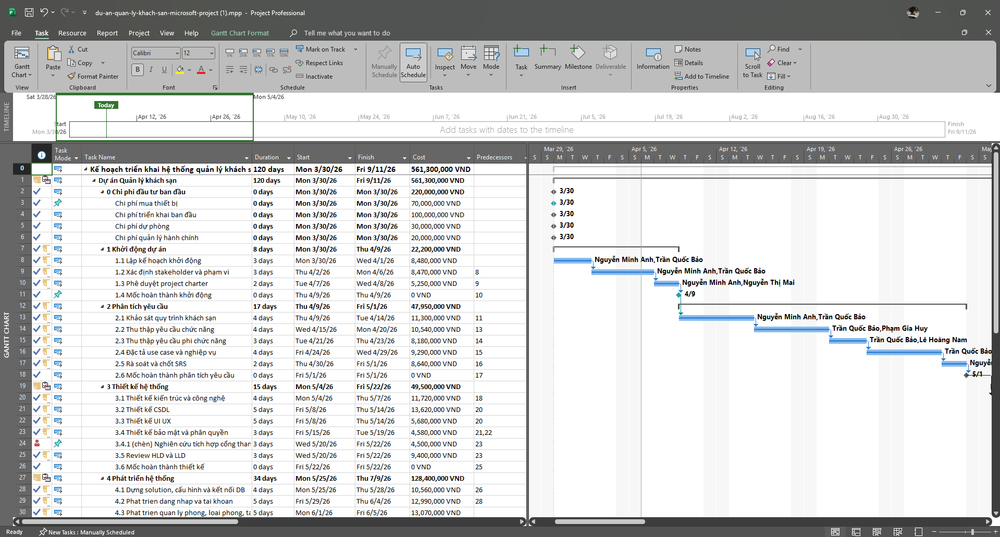 du-an-quan-ly-khach-san-microsoft-project (1).mpp - Project Professional
File Task Resource Report Project View Help Gantt Chart Format Tell me what you want to do
Gantt Chart
View
Paste
Cut
Copy
Format Painter
Clipboard
Calibri 12
B I U A
Font
0% 25% 50% 75% 100%
Mark on Track
Respect Links
Inactivate
Schedule
Manually Schedule
Auto Schedule
Inspect
Move
Mode
Tasks
Task
Summary
Milestone
Deliverable
Insert
Information
Notes
Details
Add to Timeline
Properties
Scroll to Task
Find
Clear
Fill
Editing
TIMELINE
Sat 3/28/26 Mon 5/4/26
Today
Apr 12, '26 Apr 26, '26 May 10, '26 May 24, '26 Jun 7, '26 Jun 21, '26 Jul 5, '26 Jul 19, '26 Aug 2, '26 Aug 16, '26 Aug 30, '26
Start
Mon 3/30/26
Add tasks with dates to the timeline
Finish
Fri 9/11/26
GANTT CHART
Task Mode Task Name Duration Start Finish Cost Predecessors
0 Kế hoạch triển khai hệ thống quản lý khách s 120 days Mon 3/30/26 Fri 9/11/26 561,300,000 VND
1 Dự án Quản lý khách sạn 120 days Mon 3/30/26 Fri 9/11/26 561,300,000 VND
2 0 Chi phí đầu tư ban đầu 0 days Mon 3/30/26 Mon 3/30/26 220,000,000 VND
3 Chi phí mua thiết bị 0 days Mon 3/30/26 Mon 3/30/26 70,000,000 VND
4 Chi phí triển khai ban đầu 0 days Mon 3/30/26 Mon 3/30/26 100,000,000 VND
5 Chi phí dự phòng 0 days Mon 3/30/26 Mon 3/30/26 30,000,000 VND
6 Chi phí quản lý hành chính 0 days Mon 3/30/26 Mon 3/30/26 20,000,000 VND
7 1 Khởi động dự án 8 days Mon 3/30/26 Thu 4/9/26 22,200,000 VND
8 1.1 Lập kế hoạch khởi động 3 days Mon 3/30/26 Wed 4/1/26 8,480,000 VND
9 1.2 Xác định stakeholder và phạm vi 3 days Thu 4/2/26 Mon 4/6/26 8,470,000 VND 8
10 1.3 Phê duyệt project charter 2 days Tue 4/7/26 Wed 4/8/26 5,250,000 VND 9
11 1.4 Mốc hoàn thành khởi động 0 days Thu 4/9/26 Thu 4/9/26 0 VND 10
12 2 Phân tích yêu cầu 17 days Thu 4/9/26 Fri 5/1/26 47,950,000 VND
13 2.1 Khảo sát quy trình khách sạn 4 days Thu 4/9/26 Tue 4/14/26 11,300,000 VND 11
14 2.2 Thu thập yêu cầu chức năng 4 days Wed 4/15/26 Mon 4/20/26 10,540,000 VND 13
15 2.3 Thu thập yêu cầu phi chức năng 3 days Tue 4/21/26 Thu 4/23/26 8,180,000 VND 14
16 2.4 Đặc tả use case và nghiệp vụ 4 days Fri 4/24/26 Wed 4/29/26 9,290,000 VND 15
17 2.5 Rà soát và chốt SRS 2 days Thu 4/30/26 Fri 5/1/26 8,640,000 VND 16
18 2.6 Mốc hoàn thành phân tích yêu cầu 0 days Fri 5/1/26 Fri 5/1/26 0 VND 17
19 3 Thiết kế hệ thống 15 days Mon 5/4/26 Fri 5/22/26 49,500,000 VND
20 3.1 Thiết kế kiến trúc và công nghệ 4 days Mon 5/4/26 Thu 5/7/26 11,720,000 VND 18
21 3.2 Thiết kế CSDL 5 days Fri 5/8/26 Thu 5/14/26 13,620,000 VND 20
22 3.3 Thiết kế UI UX 5 days Fri 5/8/26 Thu 5/14/26 5,680,000 VND 20
23 3.4 Thiết kế bảo mật và phân quyền 3 days Fri 5/15/26 Tue 5/19/26 4,580,000 VND 21,22
24 3.4.1 (chèn) Nghiên cứu tích hợp cổng than 3 days Wed 5/20/26 Fri 5/22/26 4,500,000 VND 23
25 3.5 Review HLD và LLD 3 days Wed 5/20/26 Fri 5/22/26 9,400,000 VND 23
26 3.6 Mốc hoàn thành thiết kế 0 days Fri 5/22/26 Fri 5/22/26 0 VND 25
27 4 Phát triển hệ thống 34 days Mon 5/25/26 Thu 7/9/26 128,400,000 VND
28 4.1 Dựng solution, cấu hình và kết nối DB 4 days Mon 5/25/26 Thu 5/28/26 10,560,000 VND 26
29 4.2 Phat trien dang nhap va tai khoan 5 days Fri 5/29/26 Thu 6/4/26 12,990,000 VND 28
30 4.3 Phat trien quan ly phong, loai phong, ta 5 days Mon 6/1/26 Fri 6/5/26 13,070,000 VND
Mar 29, '26 Apr 5, '26 Apr 12, '26 Apr 19, '26 Apr 26, '26 May
S S M T W T F S S M T W T F S S M T W T F S S M T W T F S S M T W T F S S
3/30
3/30
3/30
3/30
3/30
Nguyễn Minh Anh,Trần Quốc Bảo
Nguyễn Minh Anh,Trần Quốc Bảo
Nguyễn Minh Anh,Nguyễn Thị Mai
4/9
Nguyễn Minh Anh,Trần Quốc Bảo
Trần Quốc Bảo,Phạm Gia Huy
Trần Quốc Bảo,Lê Hoàng Nam
Trần Quốc Bảo
Nguyễn
5/1
Ready New Tasks : Manually Scheduled